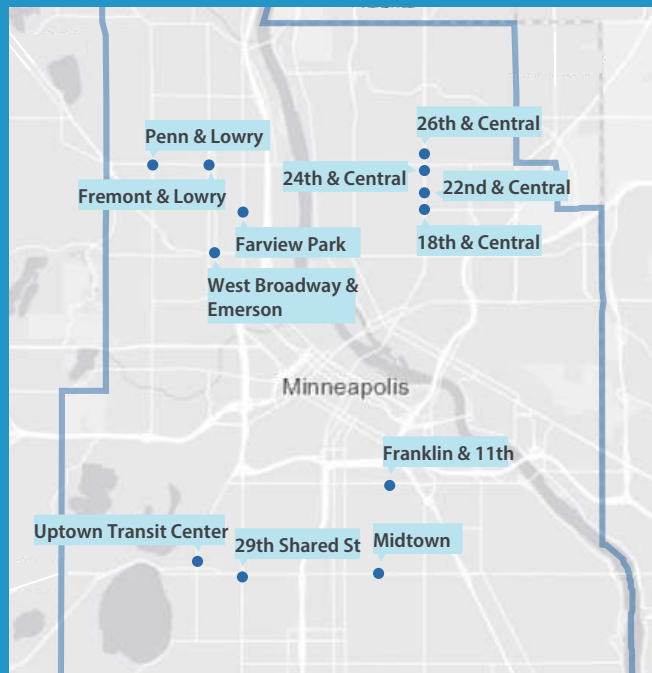 26th & Central
Penn & Lowry
24th & Central
22nd & Central
Fremont & Lowry
Farview Park
18th & Central
West Broadway &
Emerson
Minneapolis
Franklin & 11th
Uptown Transit Center
29th Shared St
Midtown